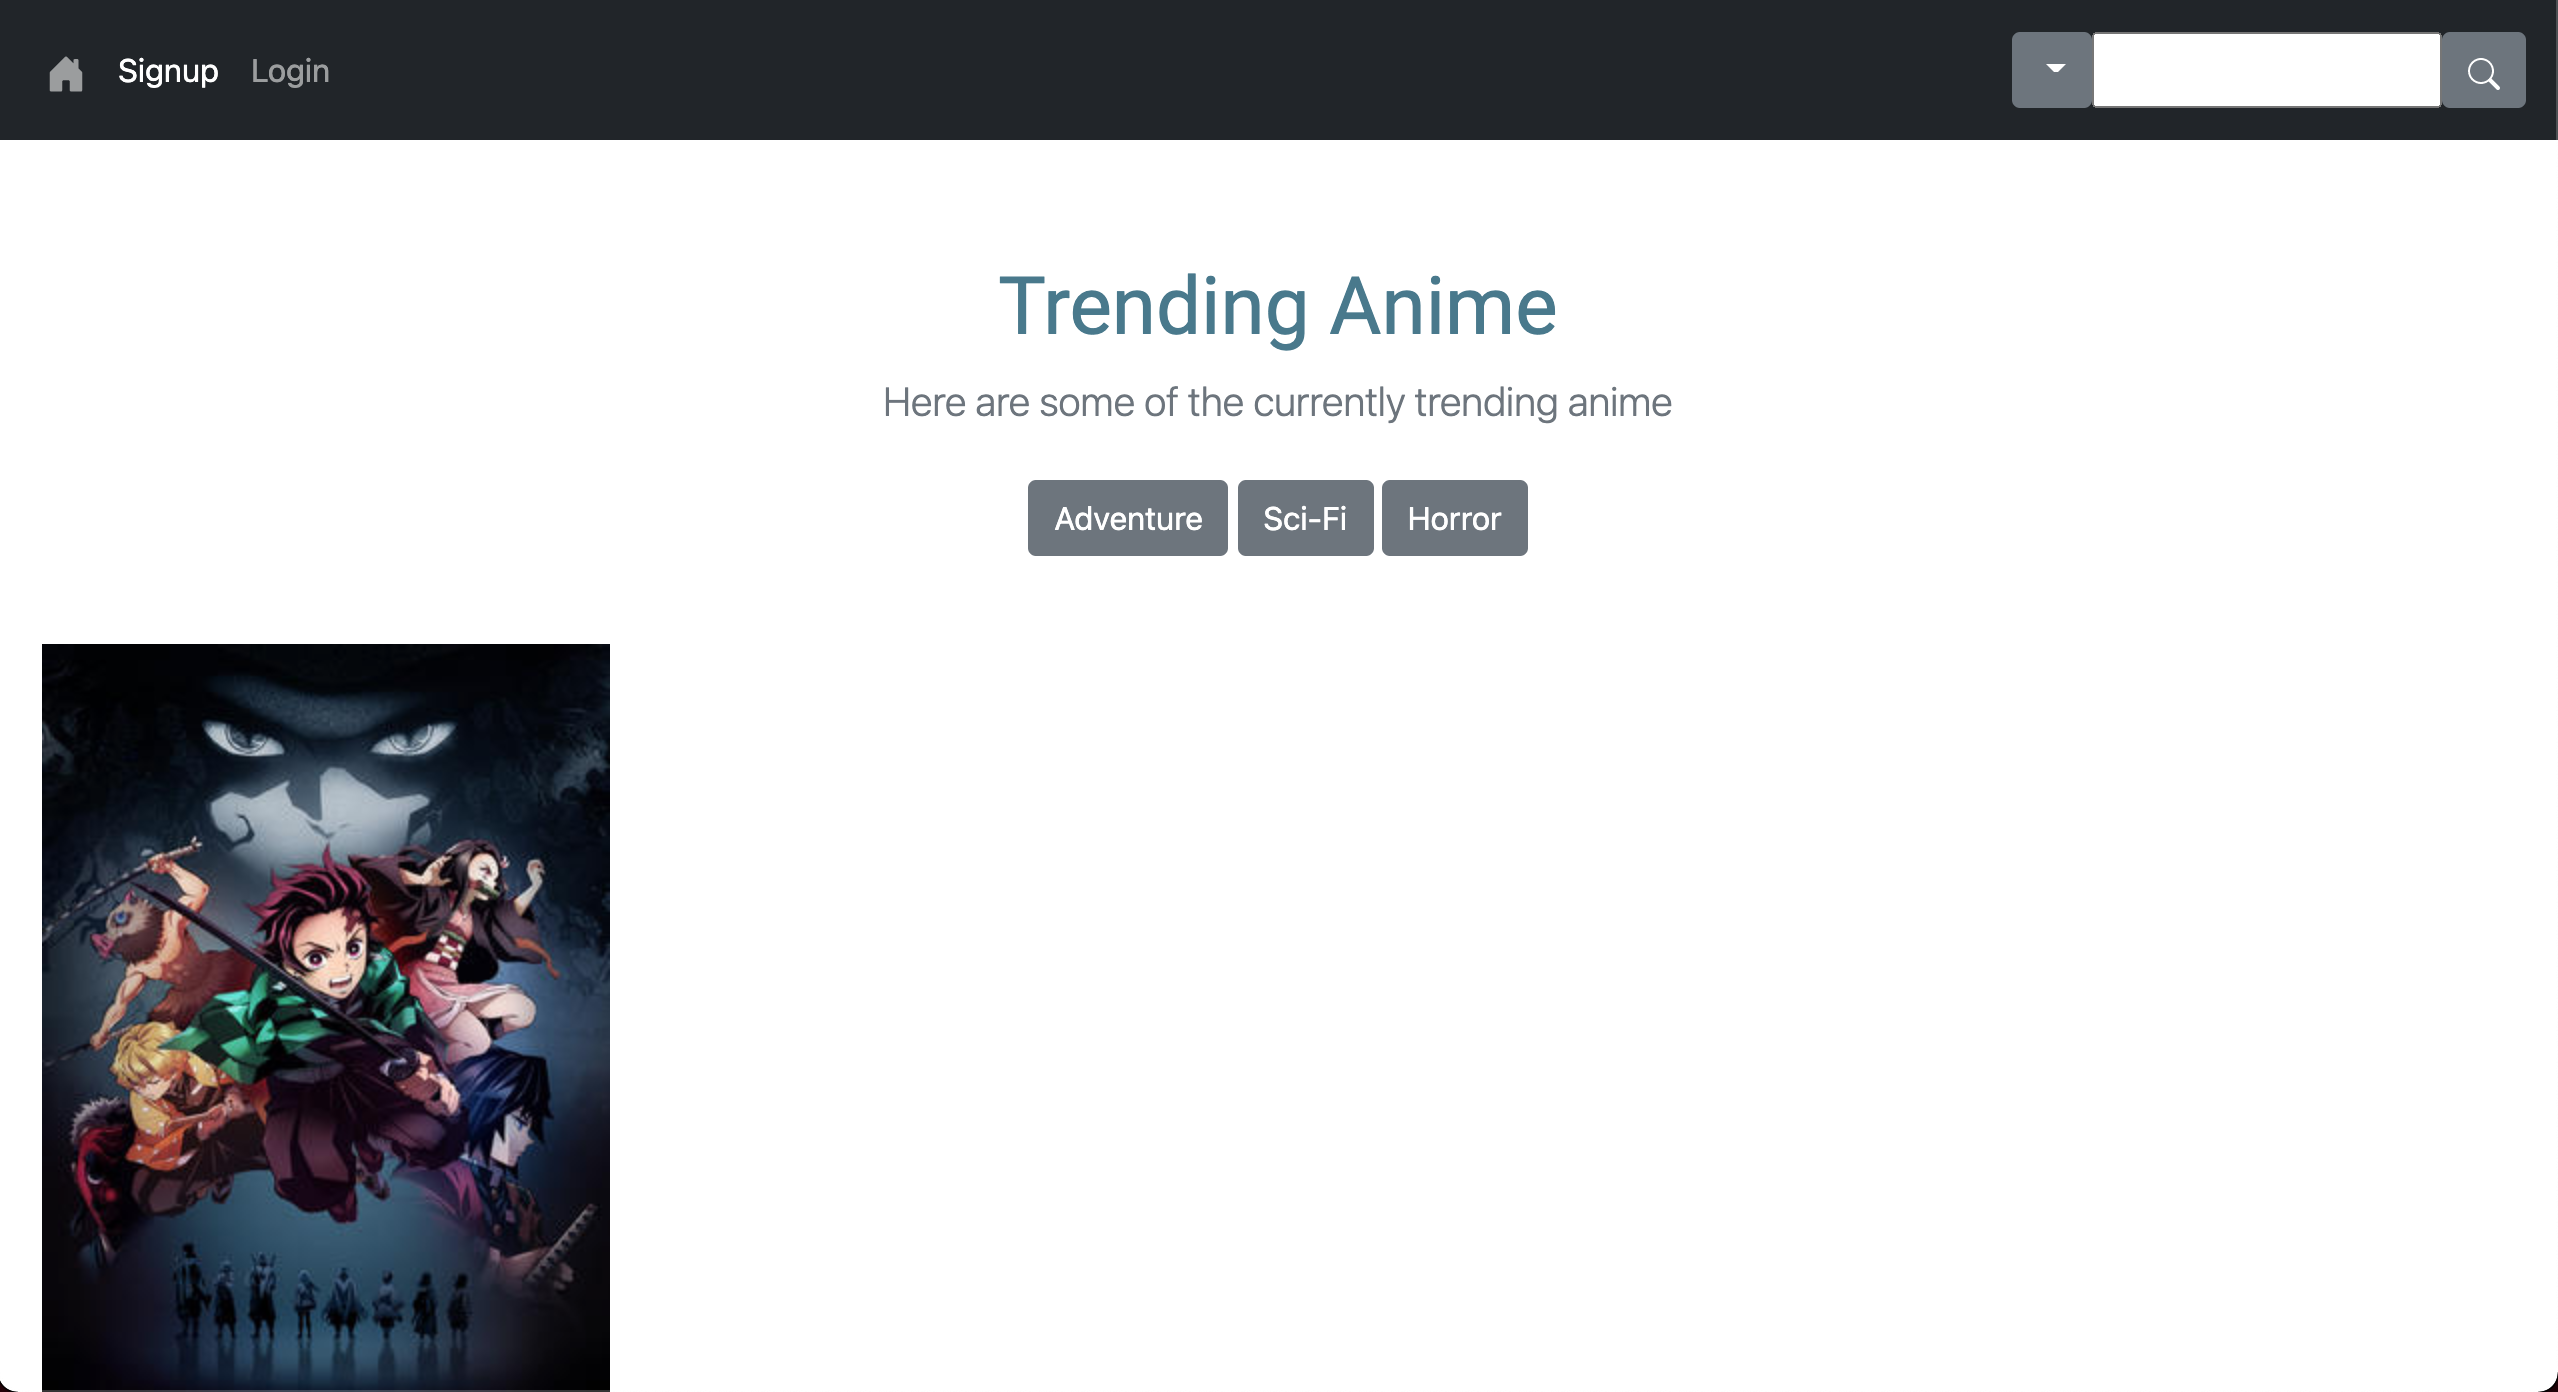 Signup Login
Trending Anime
Here are some of the currently trending anime
Adventure Sci-Fi Horror